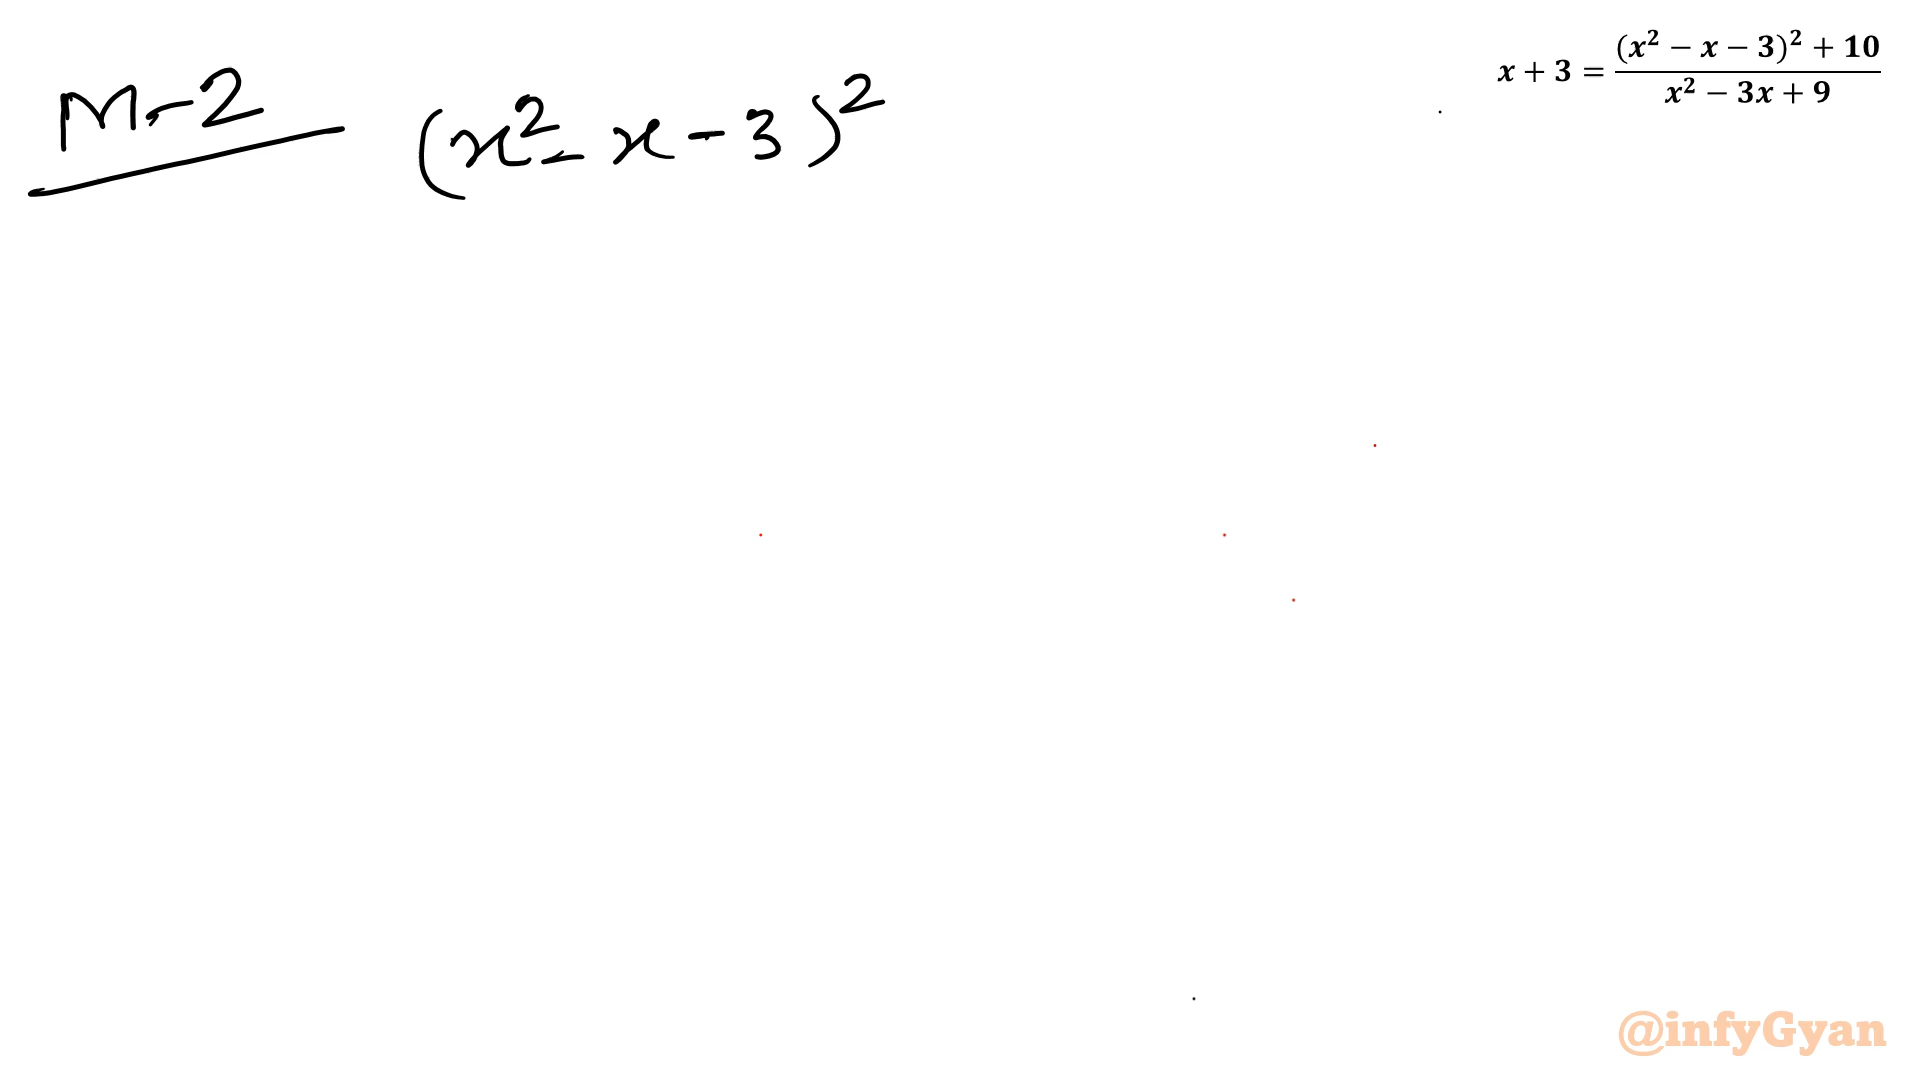 M-2 (x² - x - 3)²
x + 3 = ((x² − x − 3)² + 10) / (x² − 3x + 9)
@infyGyan